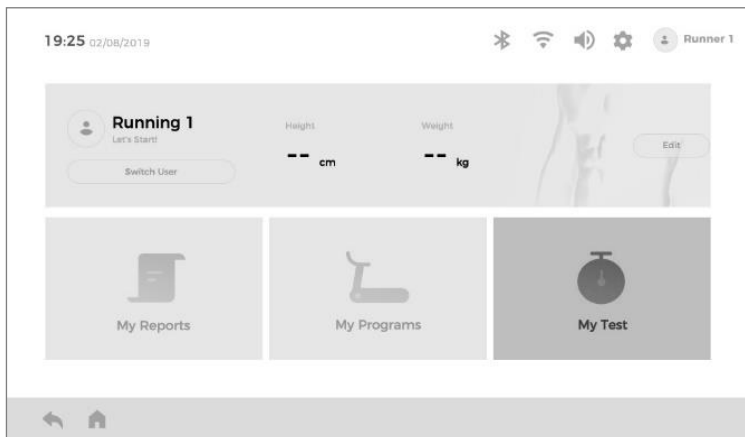 19:25 02/08/2019
Runner 1
Running 1
Let's Start!
Switch User
Height
-- cm
Weight
-- kg
Edit
My Reports
My Programs
My Test